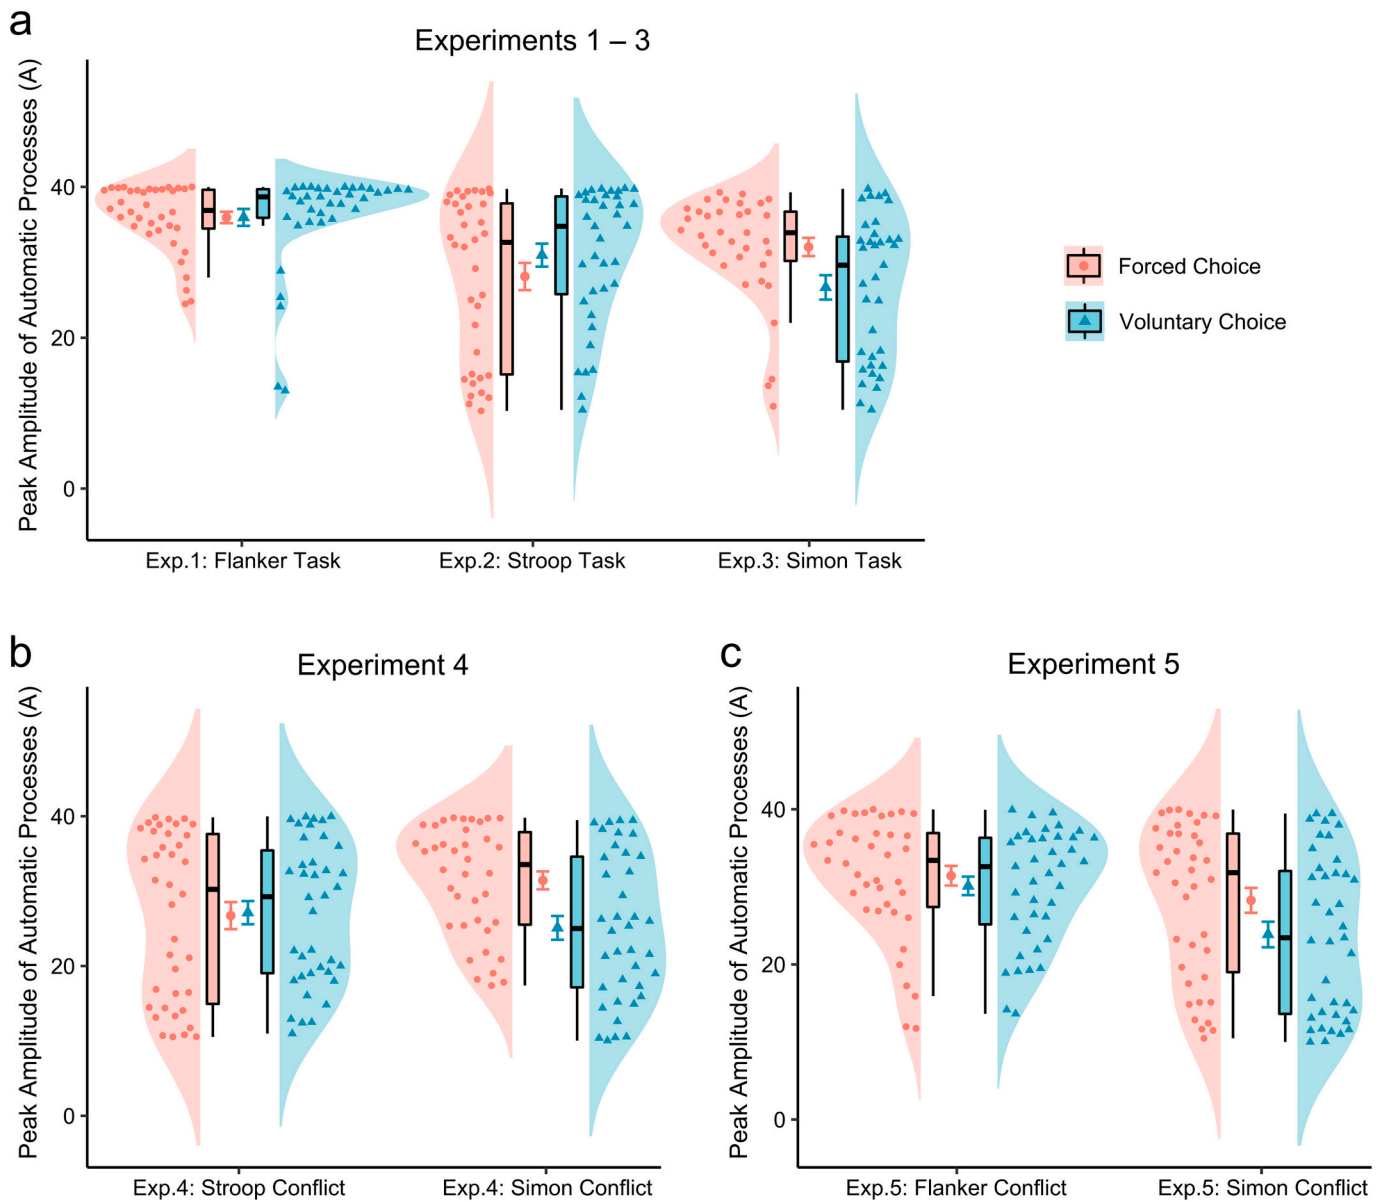 a
Experiments 1 – 3
Peak Amplitude of Automatic Processes (A)
40
20
0
Exp.1: Flanker Task
Exp.2: Stroop Task
Exp.3: Simon Task
Forced Choice
Voluntary Choice
b
Experiment 4
Peak Amplitude of Automatic Processes (A)
40
20
0
Exp.4: Stroop Conflict
Exp.4: Simon Conflict
c
Experiment 5
Peak Amplitude of Automatic Processes (A)
40
20
0
Exp.5: Flanker Conflict
Exp.5: Simon Conflict